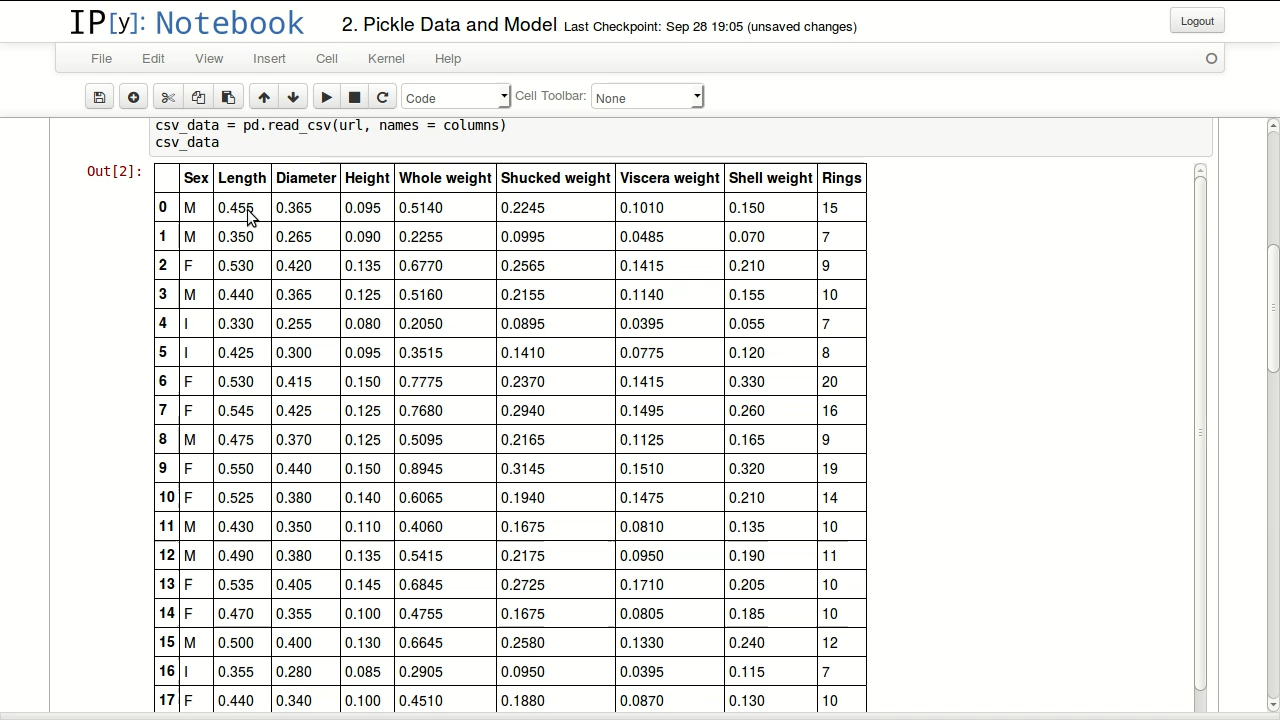 IP[y]: Notebook 2. Pickle Data and Model Last Checkpoint: Sep 28 19:05 (unsaved changes) Logout
File Edit View Insert Cell Kernel Help
Code Cell Toolbar: None
csv_data = pd.read_csv(url, names = columns)
csv_data
Out[2]:
Sex Length Diameter Height Whole weight Shucked weight Viscera weight Shell weight Rings
0 M 0.455 0.365 0.095 0.5140 0.2245 0.1010 0.150 15
1 M 0.350 0.265 0.090 0.2255 0.0995 0.0485 0.070 7
2 F 0.530 0.420 0.135 0.6770 0.2565 0.1415 0.210 9
3 M 0.440 0.365 0.125 0.5160 0.2155 0.1140 0.155 10
4 I 0.330 0.255 0.080 0.2050 0.0895 0.0395 0.055 7
5 I 0.425 0.300 0.095 0.3515 0.1410 0.0775 0.120 8
6 F 0.530 0.415 0.150 0.7775 0.2370 0.1415 0.330 20
7 F 0.545 0.425 0.125 0.7680 0.2940 0.1495 0.260 16
8 M 0.475 0.370 0.125 0.5095 0.2165 0.1125 0.165 9
9 F 0.550 0.440 0.150 0.8945 0.3145 0.1510 0.320 19
10 F 0.525 0.380 0.140 0.6065 0.1940 0.1475 0.210 14
11 M 0.430 0.350 0.110 0.4060 0.1675 0.0810 0.135 10
12 M 0.490 0.380 0.135 0.5415 0.2175 0.0950 0.190 11
13 F 0.535 0.405 0.145 0.6845 0.2725 0.1710 0.205 10
14 F 0.470 0.355 0.100 0.4755 0.1675 0.0805 0.185 10
15 M 0.500 0.400 0.130 0.6645 0.2580 0.1330 0.240 12
16 I 0.355 0.280 0.085 0.2905 0.0950 0.0395 0.115 7
17 F 0.440 0.340 0.100 0.4510 0.1880 0.0870 0.130 10